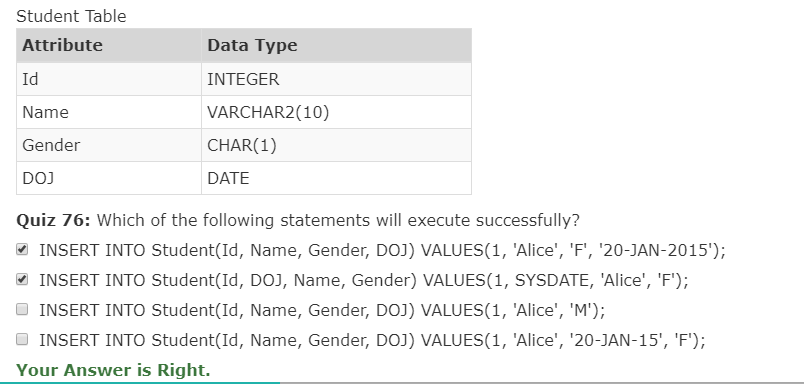 Student Table
Attribute Data Type
Id INTEGER
Name VARCHAR2(10)
Gender CHAR(1)
DOJ DATE
Quiz 76: Which of the following statements will execute successfully?
INSERT INTO Student(Id, Name, Gender, DOJ) VALUES(1, 'Alice', 'F', '20-JAN-2015');
INSERT INTO Student(Id, DOJ, Name, Gender) VALUES(1, SYSDATE, 'Alice', 'F');
INSERT INTO Student(Id, Name, Gender, DOJ) VALUES(1, 'Alice', 'M');
INSERT INTO Student(Id, Name, Gender, DOJ) VALUES(1, 'Alice', '20-JAN-15', 'F');
Your Answer is Right.